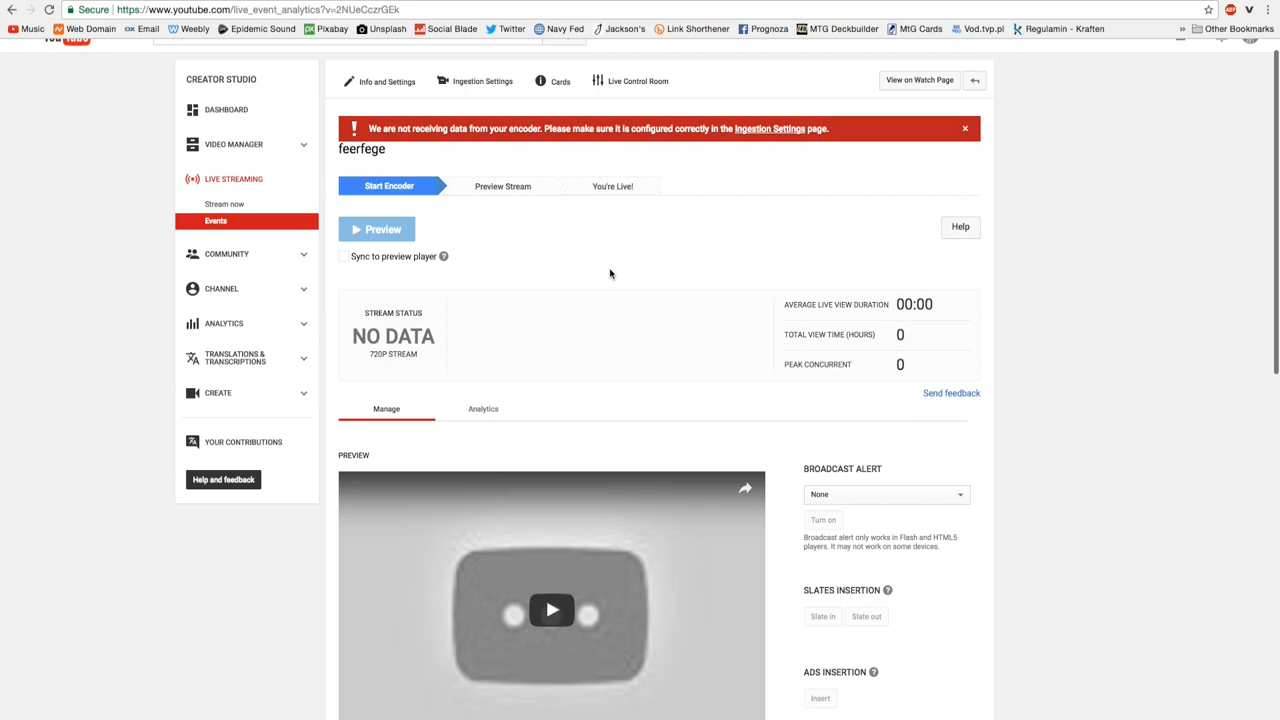 Secure https://www.youtube.com/live_event_analytics?v=2NUeCczrGEk
Music Web Domain Email Weebly Epidemic Sound Pixabay Unsplash Social Blade Twitter Navy Fed Jackson's Link Shortener Prognoza MTG Deckbuilder MTG Cards Vod.tvp.pl Regulamin - Kraften » Other Bookmarks
CREATOR STUDIO
DASHBOARD
VIDEO MANAGER
LIVE STREAMING
Stream now
Events
COMMUNITY
CHANNEL
ANALYTICS
TRANSLATIONS &
TRANSCRIPTIONS
CREATE
YOUR CONTRIBUTIONS
Help and feedback
Info and Settings Ingestion Settings Cards Live Control Room View on Watch Page
We are not receiving data from your encoder. Please make sure it is configured correctly in the Ingestion Settings page.
feerfege
Start Encoder Preview Stream You're Live!
Preview Help
Sync to preview player ?
STREAM STATUS
NO DATA
720P STREAM
AVERAGE LIVE VIEW DURATION 00:00
TOTAL VIEW TIME (HOURS) 0
PEAK CONCURRENT 0
Send feedback
Manage Analytics
PREVIEW
BROADCAST ALERT
None
Turn on
Broadcast alert only works in Flash and HTML5
players. It may not work on some devices.
SLATES INSERTION ?
Slate in Slate out
ADS INSERTION ?
Insert